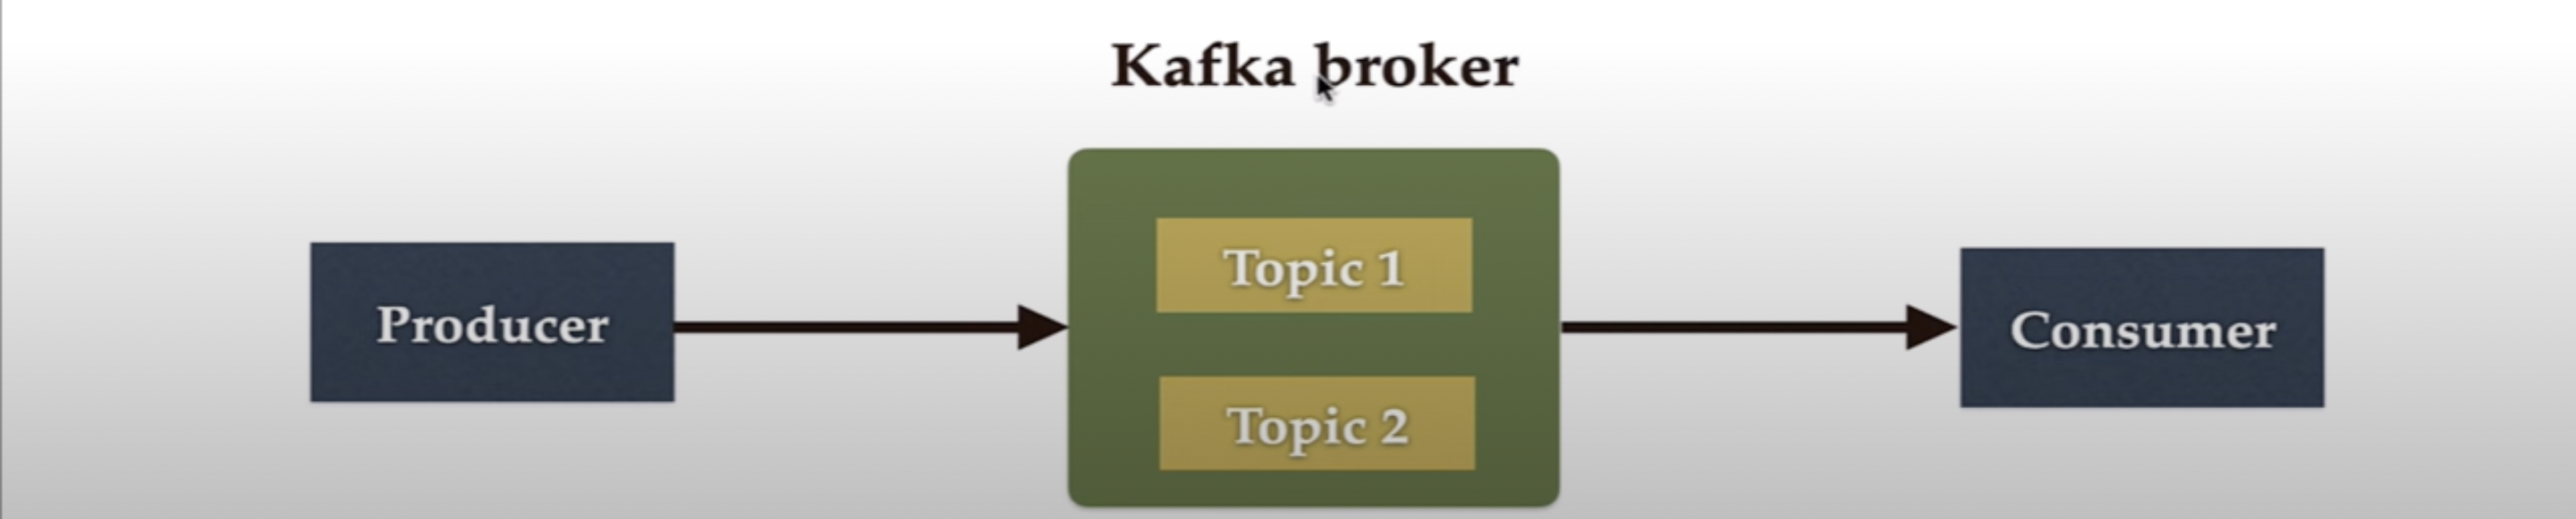 Kafka broker
Topic 1
Producer
Consumer
Topic 2